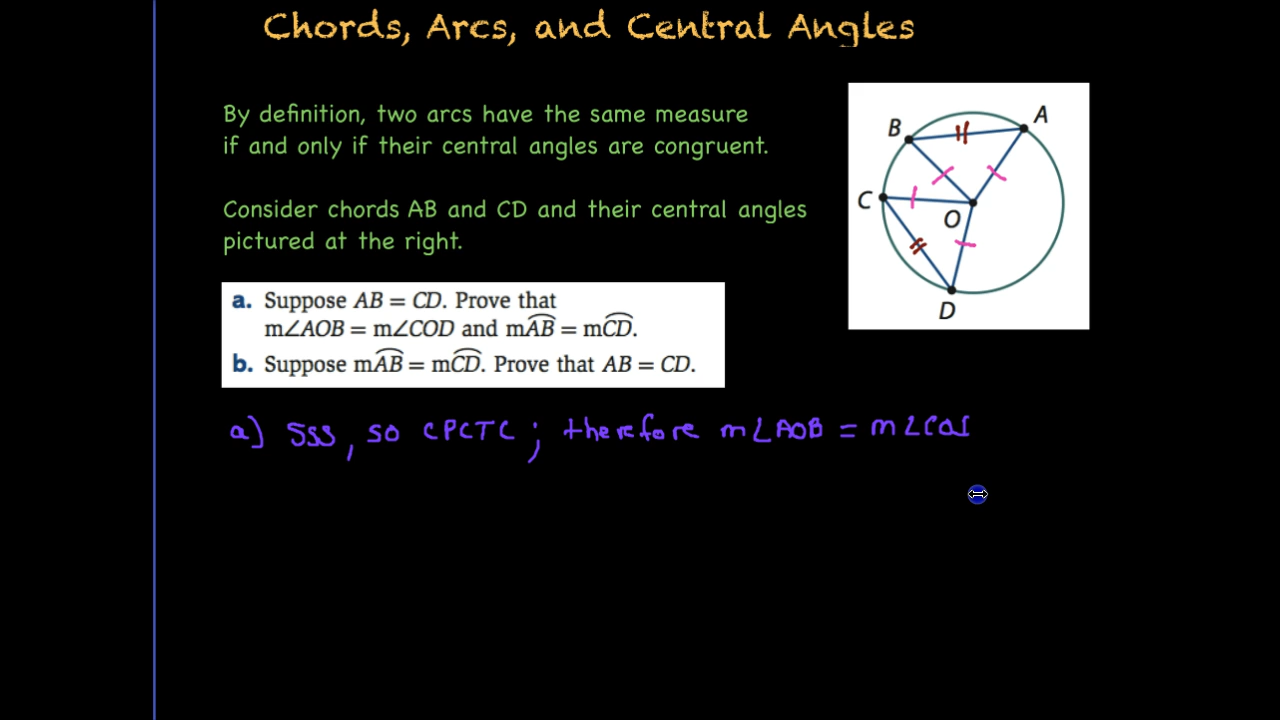 Chords, Arcs, and Central Angles
By definition, two arcs have the same measure
if and only if their central angles are congruent.
Consider chords AB and CD and their central angles
pictured at the right.
a. Suppose AB = CD. Prove that
m∠AOB = m∠COD and mAB = mCD.
b. Suppose mAB = mCD. Prove that AB = CD.
A
B
C
O
D
a) SSS, so CPCTC; therefore m∠AOB =